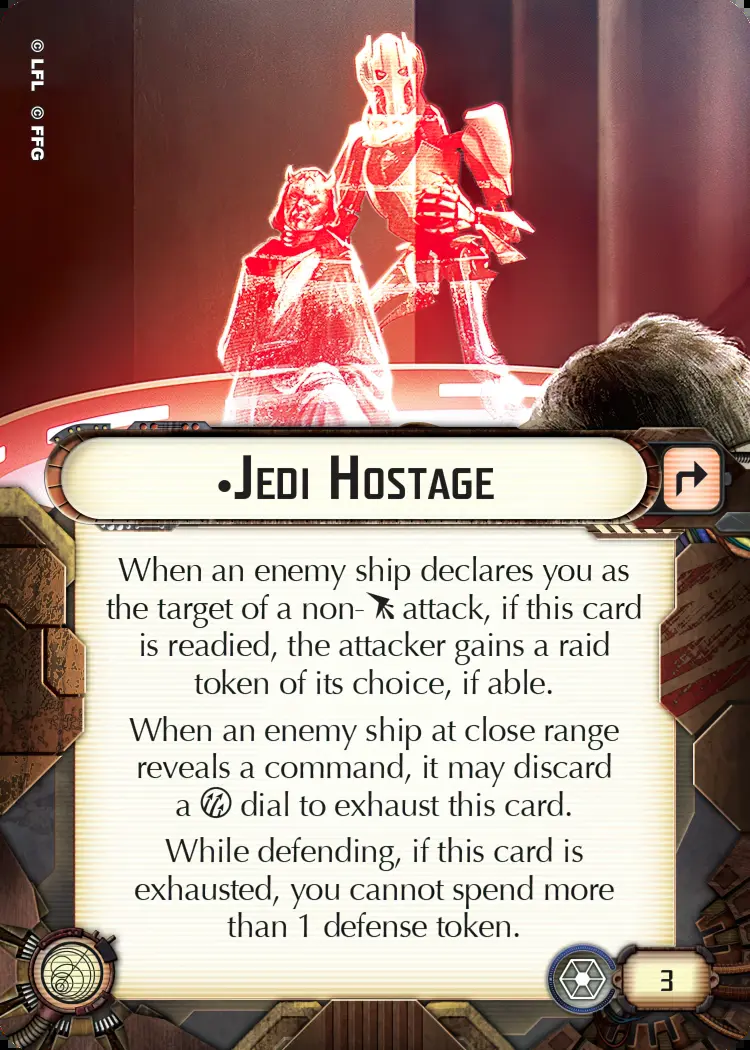 © LFL © FFG
•Jedi Hostage
When an enemy ship declares you as
the target of a non- attack, if this card
is readied, the attacker gains a raid
token of its choice, if able.
When an enemy ship at close range
reveals a command, it may discard
a dial to exhaust this card.
While defending, if this card is
exhausted, you cannot spend more
than 1 defense token.
3